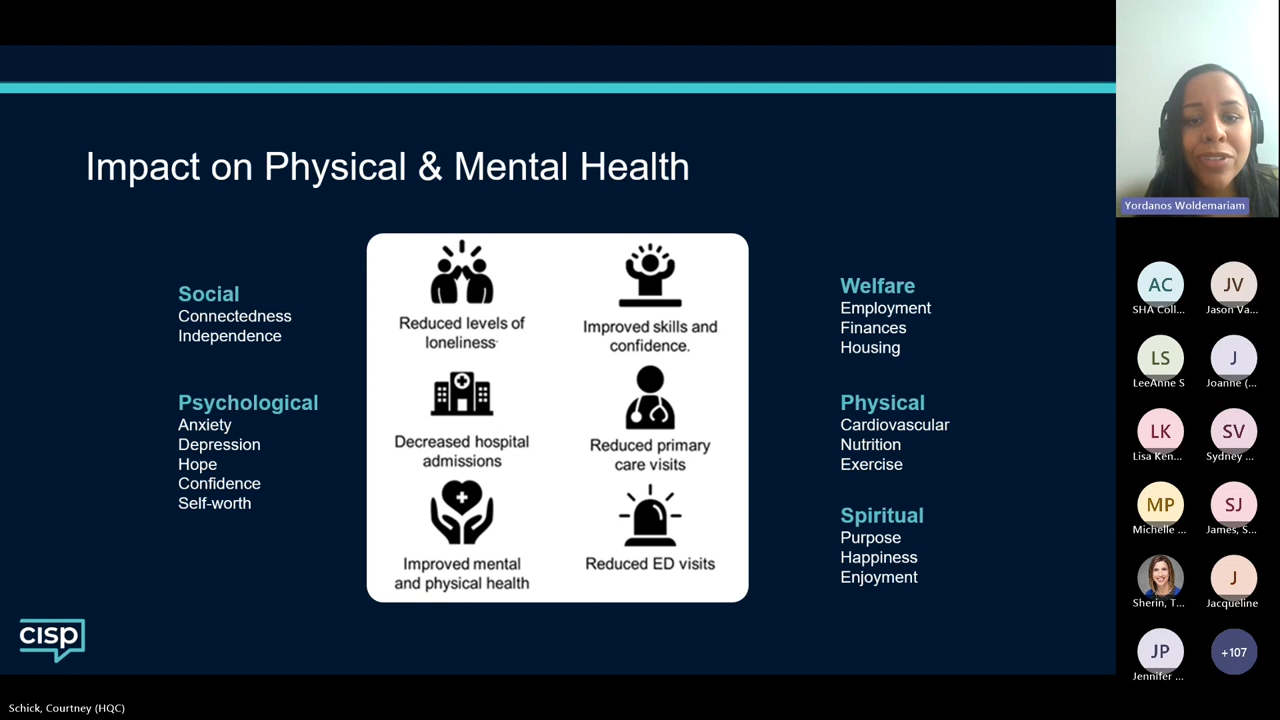 Impact on Physical & Mental Health
Social
Connectedness
Independence
Psychological
Anxiety
Depression
Hope
Confidence
Self-worth
Reduced levels of
loneliness
Improved skills and
confidence.
Decreased hospital
admissions
Reduced primary
care visits
Improved mental
and physical health
Reduced ED visits
Welfare
Employment
Finances
Housing
Physical
Cardiovascular
Nutrition
Exercise
Spiritual
Purpose
Happiness
Enjoyment
cısp
Schick, Courtney (HQC)
Yordanos Woldemariam
AC
SHA Coll...
JV
Jason Va...
LS
LeeAnne S
J
Joanne (...
LK
Lisa Ken...
SV
Sydney ...
MP
Michelle ...
SJ
James, S...
Sherin, T...
J
Jacqueline
JP
Jennifer ...
+107